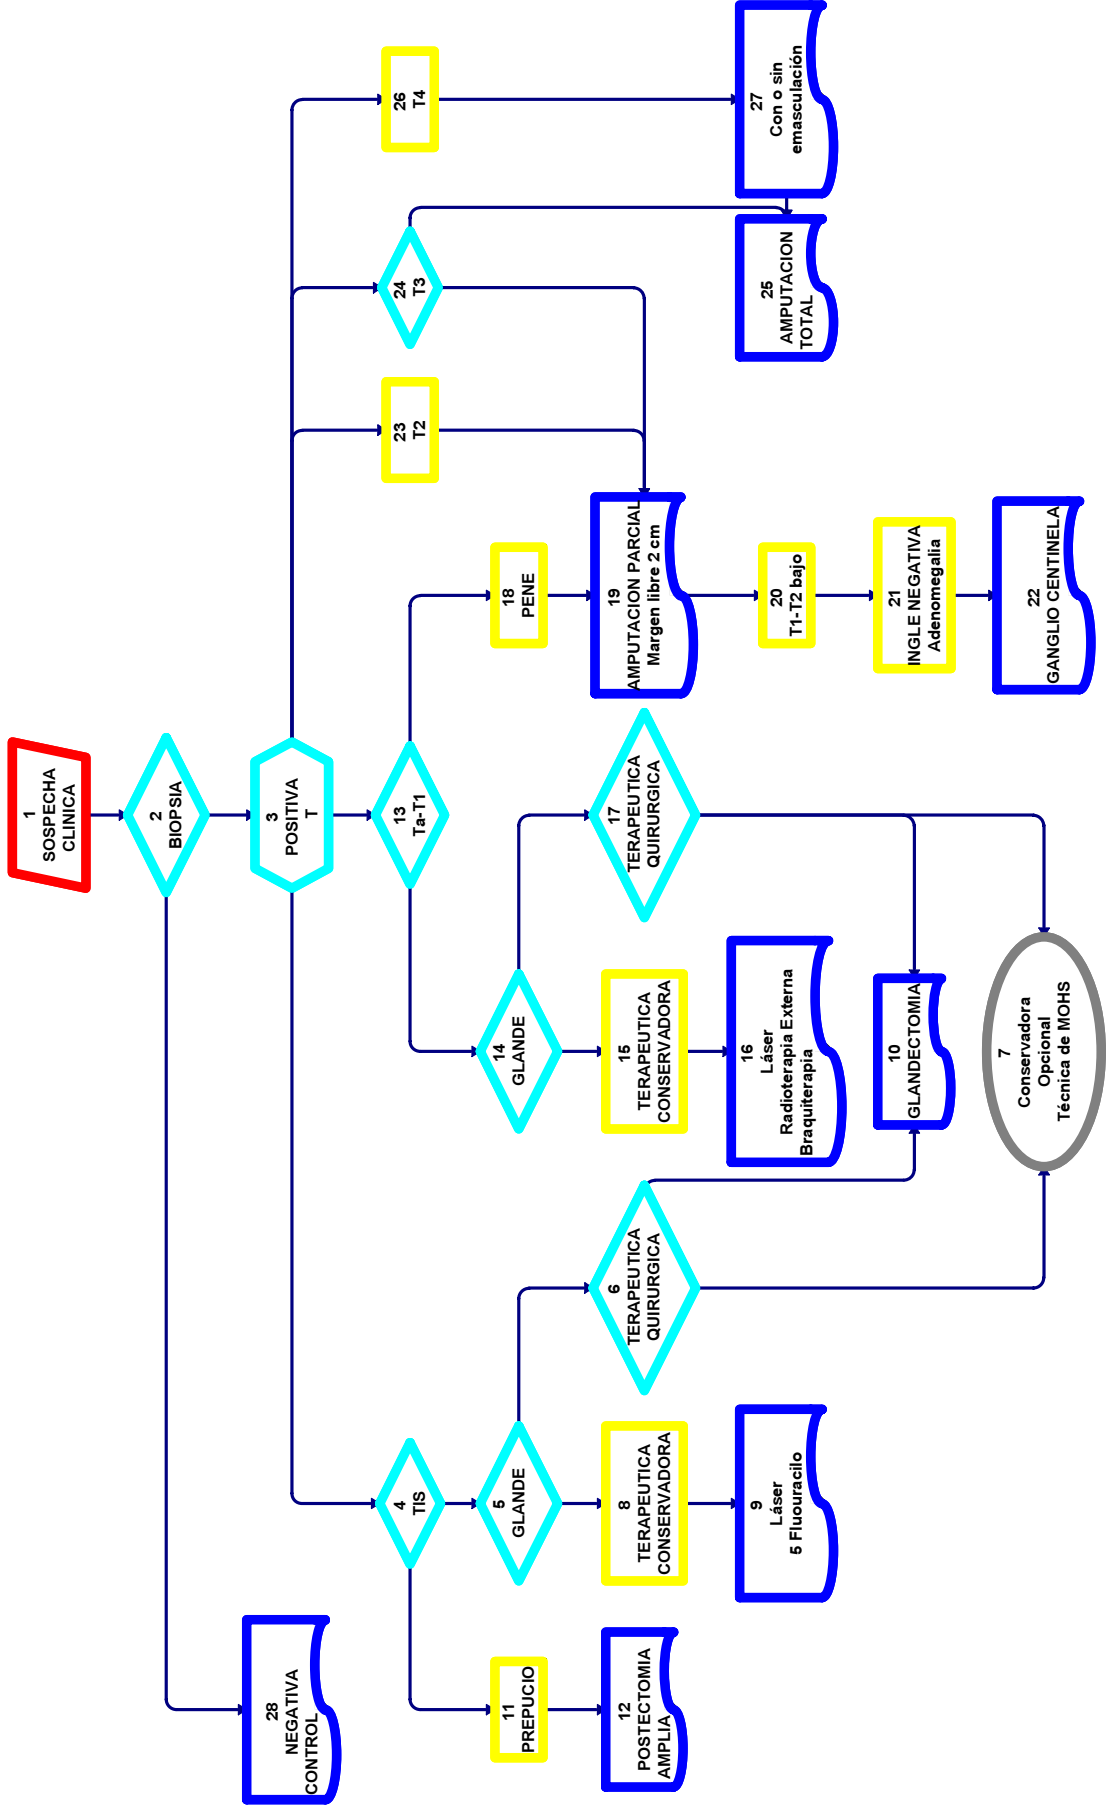 1
SOSPECHA
CLINICA
2
BIOPSIA
3
POSITIVA
T
4
TIS
5
GLANDE
6
TERAPEUTICA
QUIRURGICA
7
Conservadora
Opcional
Técnica de MOHS
8
TERAPEUTICA
CONSERVADORA
9
Láser
5 Fluouracilo
10
GLANDECTOMIA
11
PREPUCIO
12
POSTECTOMIA
AMPLIA
13
Ta-T1
14
GLANDE
15
TERAPEUTICA
CONSERVADORA
16
Láser
Radioterapia Externa
Braquiterapia
17
TERAPEUTICA
QUIRURGICA
18
PENE
19
AMPUTACION PARCIAL
Margen libre 2 cm
20
T1-T2 bajo
21
INGLE NEGATIVA
Adenomegalia
22
GANGLIO CENTINELA
23
T2
24
T3
25
AMPUTACION
TOTAL
26
T4
27
Con o sin
emasculación
28
NEGATIVA
CONTROL